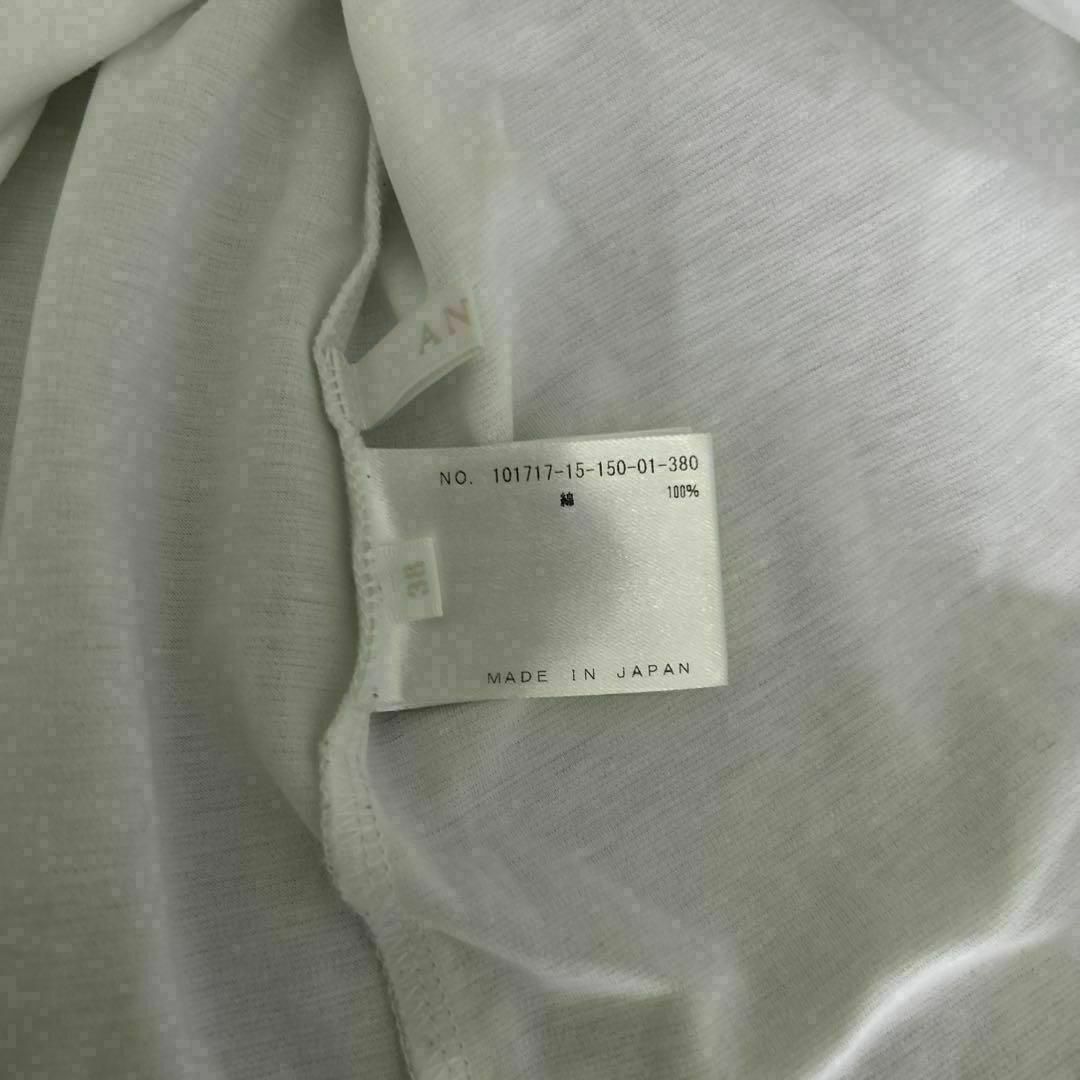 AN
NO. 101717-15-150-01-380
綿 100%
38
MADE IN JAPAN